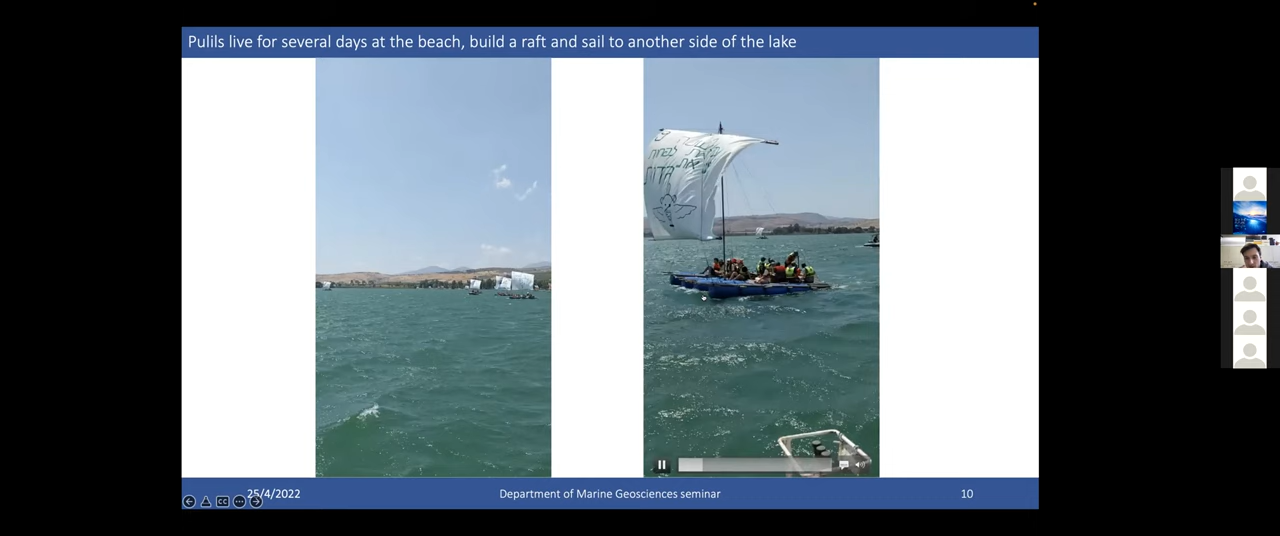 Pulils live for several days at the beach, build a raft and sail to another side of the lake
25/4/2022
Department of Marine Geosciences seminar
10